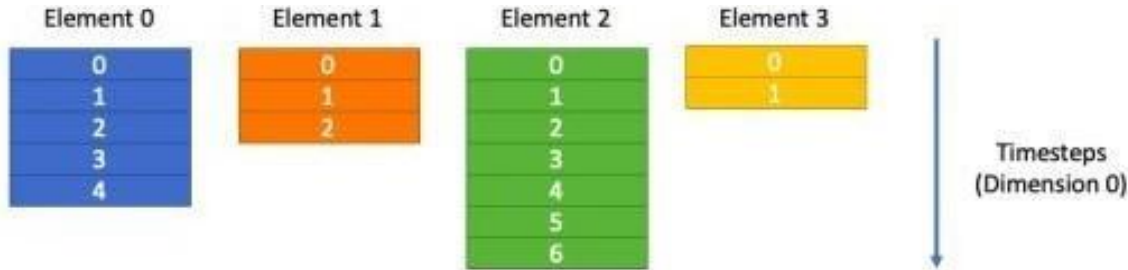 Element 0 Element 1 Element 2 Element 3
0 0 0 0
1 1 1 1
2 2 2
3 3
4 4
5
6
Timesteps
(Dimension 0)